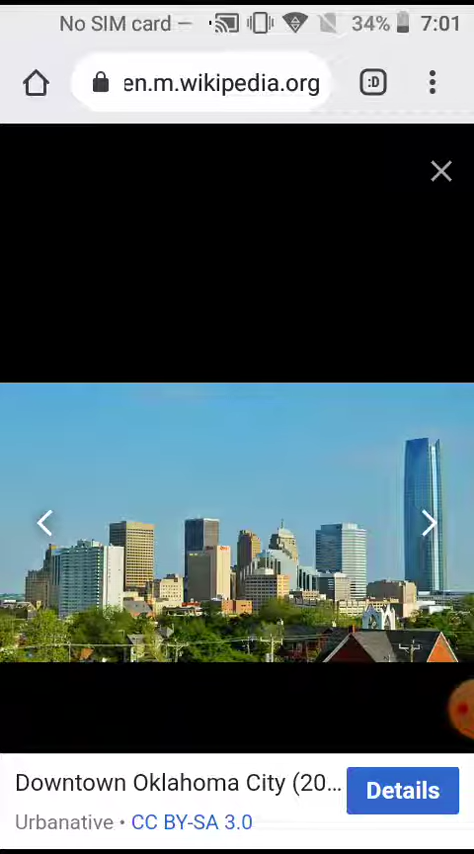 No SIM card — 34% 7:01
en.m.wikipedia.org :D
Downtown Oklahoma City (20... Details
Urbanative • CC BY-SA 3.0